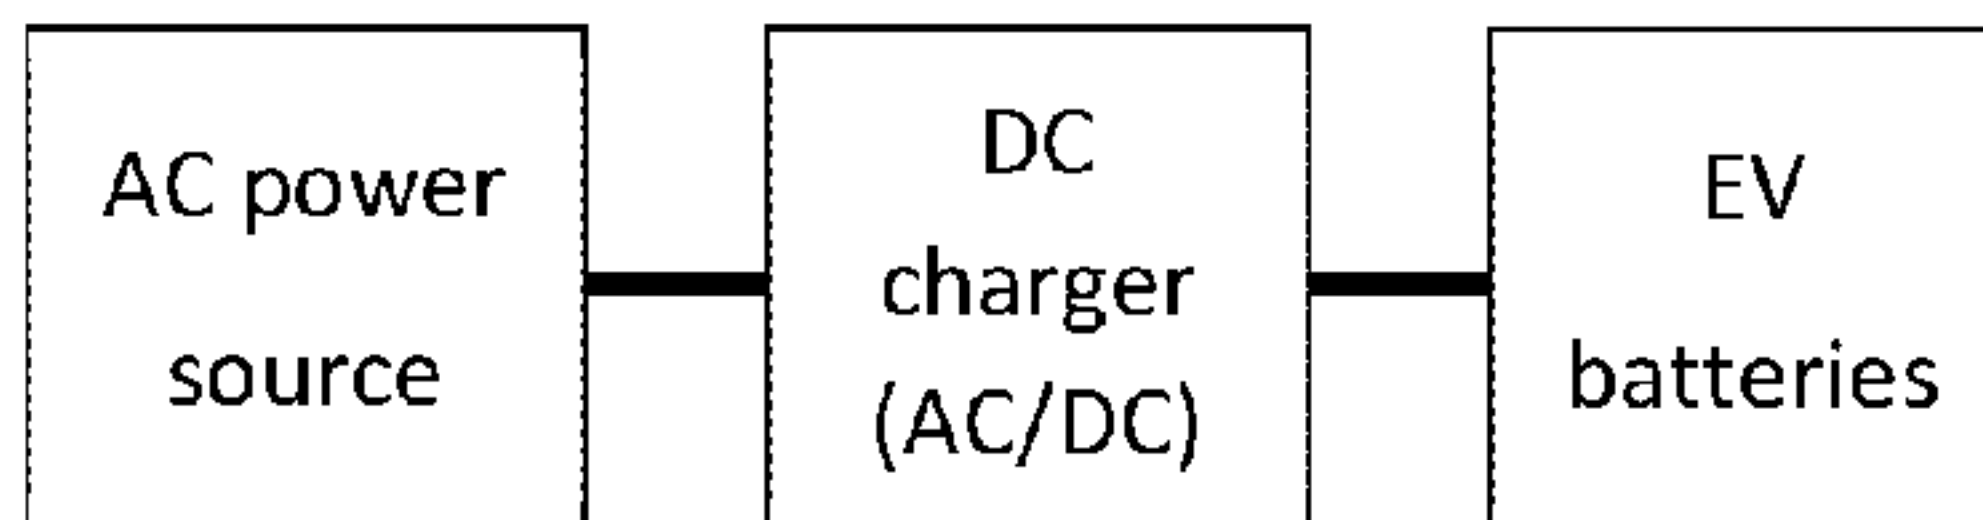 AC power
source
DC
charger
(AC/DC)
EV
batteries